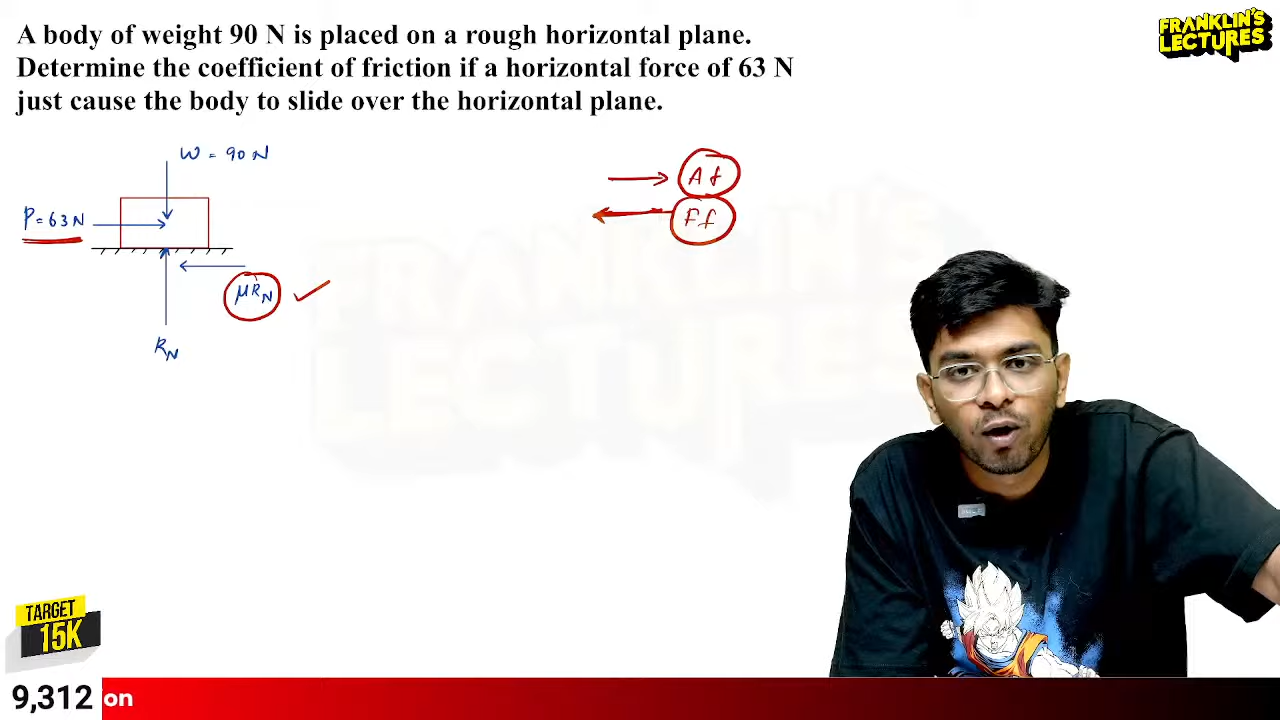 A body of weight 90 N is placed on a rough horizontal plane.
Determine the coefficient of friction if a horizontal force of 63 N
just cause the body to slide over the horizontal plane.
FRANKLIN'S
LECTURES
W = 90 N
P = 63 N
μRN
RN
Af
Ff
FRANKLIN'S
LECTURES
TARGET
15K
9,312
on